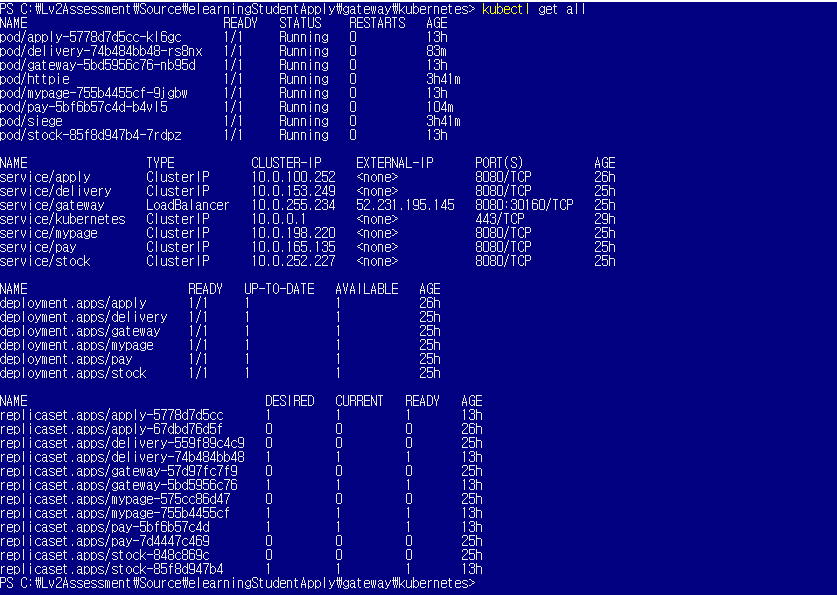 PS C:₩Lv2Assessment₩Source₩elearningStudentApply₩gateway₩kubernetes> kubectl get all
NAME READY STATUS RESTARTS AGE
pod/apply-5778d7d5cc-kl6gc 1/1 Running 0 13h
pod/delivery-74b484bb48-rs8nx 1/1 Running 0 83m
pod/gateway-5bd5956c76-nb95d 1/1 Running 0 13h
pod/httpie 1/1 Running 0 3h41m
pod/mypage-755b4455cf-9jgbw 1/1 Running 0 13h
pod/pay-5bf6b57c4d-b4vl5 1/1 Running 0 104m
pod/siege 1/1 Running 0 3h41m
pod/stock-85f8d947b4-7rdpz 1/1 Running 0 13h
NAME TYPE CLUSTER-IP EXTERNAL-IP PORT(S) AGE
service/apply ClusterIP 10.0.100.252 <none> 8080/TCP 26h
service/delivery ClusterIP 10.0.153.249 <none> 8080/TCP 25h
service/gateway LoadBalancer 10.0.255.234 52.231.195.145 8080:30160/TCP 25h
service/kubernetes ClusterIP 10.0.0.1 <none> 443/TCP 29h
service/mypage ClusterIP 10.0.198.220 <none> 8080/TCP 25h
service/pay ClusterIP 10.0.165.135 <none> 8080/TCP 25h
service/stock ClusterIP 10.0.252.227 <none> 8080/TCP 25h
NAME READY UP-TO-DATE AVAILABLE AGE
deployment.apps/apply 1/1 1 1 26h
deployment.apps/delivery 1/1 1 1 25h
deployment.apps/gateway 1/1 1 1 25h
deployment.apps/mypage 1/1 1 1 25h
deployment.apps/pay 1/1 1 1 25h
deployment.apps/stock 1/1 1 1 25h
NAME DESIRED CURRENT READY AGE
replicaset.apps/apply-5778d7d5cc 1 1 1 13h
replicaset.apps/apply-67dbd76d5f 0 0 0 26h
replicaset.apps/delivery-559f89c4c9 0 0 0 25h
replicaset.apps/delivery-74b484bb48 1 1 1 13h
replicaset.apps/gateway-57d97fc7f9 0 0 0 25h
replicaset.apps/gateway-5bd5956c76 1 1 1 13h
replicaset.apps/mypage-575cc86d47 0 0 0 25h
replicaset.apps/mypage-755b4455cf 1 1 1 13h
replicaset.apps/pay-5bf6b57c4d 1 1 1 13h
replicaset.apps/pay-7d4447c469 0 0 0 25h
replicaset.apps/stock-848c869c 0 0 0 25h
replicaset.apps/stock-85f8d947b4 1 1 1 13h
PS C:₩Lv2Assessment₩Source₩elearningStudentApply₩gateway₩kubernetes>